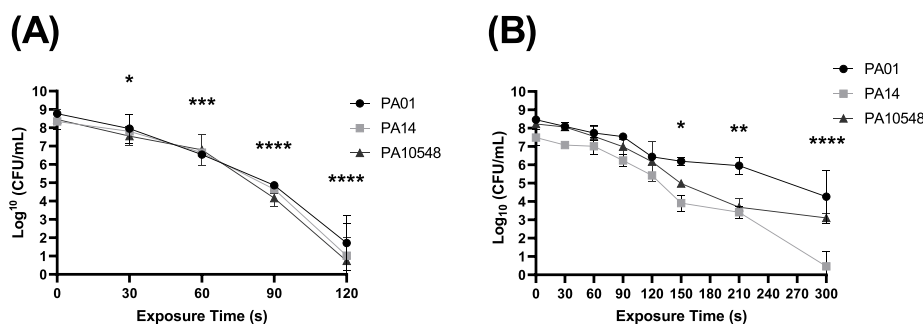 (A)
Log¹⁰ (CFU/mL)
10
9
8
7
6
5
4
3
2
1
0
0 30 60 90 120
Exposure Time (s)
* *** **** ****
PA01
PA14
PA10548
(B)
Log₁₀ (CFU/mL)
10
9
8
7
6
5
4
3
2
1
0
0 30 60 90 120 150 180 210 240 270 300
Exposure Time (s)
* ** ****
PA01
PA14
PA10548